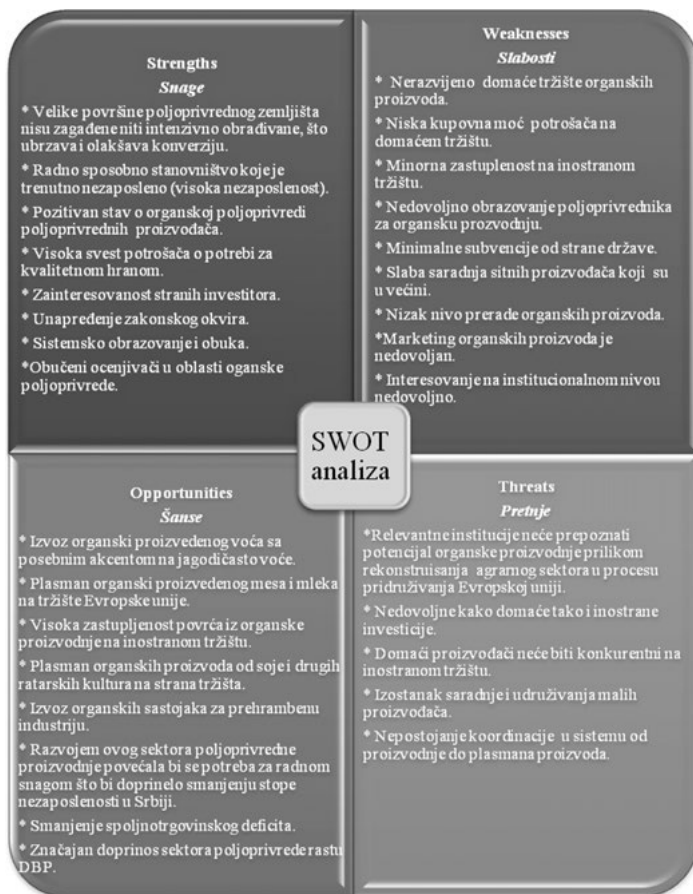 Strengths
Snage
* Velike površine poljoprivrednog zemljišta
nisu zagađene niti intenzivno obrađivane, što
ubrzava i olakšava konverziju.
* Radno sposobno stanovništvo koje je
trenutno nezaposleno (visoka nezaposlenost).
* Pozitivan stav o organskoj poljoprivredi
poljoprivrednih proizvođača.
* Visoka svest potrošača o potrebi za
kvalitetnom hranom.
* Zainteresovanost stranih investitora.
* Unapređenje zakonskog okvira.
* Sistemsko obrazovanje i obuka.
*Obučeni ocenjivači u oblasti oganske
poljoprivrede.
Weaknesses
Slabosti
* Nerazvijeno domaće tržište organskih
proizvoda.
* Niska kupovna moć potrošača na
domaćem tržištu.
* Minorna zastuplenost na inostranom
tržištu.
* Nedovoljno obrazovanje poljoprivrednika
za organsku prozvodnju.
* Minimalne subvencije od strane države.
* Slaba saradnja sitnih proizvođača koji su
u većini.
* Nizak nivo prerade organskih proizvoda.
*Marketing organskih proizvoda je
nedovoljan.
* Interesovanje na institucionalnom nivou
nedovoljno.
SWOT
analiza
Opportunities
Šanse
* Izvoz organski proizvedenog voća sa
posebnim akcentom na jagodičasto voće.
* Plasman organski proizvedenog mesa i mleka
na tržište Evropske unije.
* Visoka zastupljenost povrća iz organske
proizvodnje na inostranom tržištu.
* Plasman organskih proizvoda od soje i drugih
ratarskih kultura na strana tržišta.
* Izvoz organskih sastojaka za prehrambenu
industriju.
* Razvojem ovog sektora poljoprivredne
proizvodnje povećala bi se potreba za radnom
snagom što bi doprinelo smanjenju stope
nezaposlenosti u Srbiji.
* Smanjenje spoljnotrgovinskog deficita.
* Značajan doprinos sektora poljoprivrede rastu
DBP.
Threats
Pretnje
*Relevantne institucije neće prepoznati
potencijal organske proizvodnje prilikom
rekonstruisanja agrarnog sektora u procesu
pridruživanja Evropskoj uniji.
* Nedovoljne kako domaće tako i inostrane
investicije.
* Domaći proizvođači neće biti konkurentni na
inostranom tržištu.
* Izostanak saradnje i udruživanja malih
proizvođača.
* Nepostojanje koordinacije u sistemu od
proizvodnje do plasmana proizvoda.